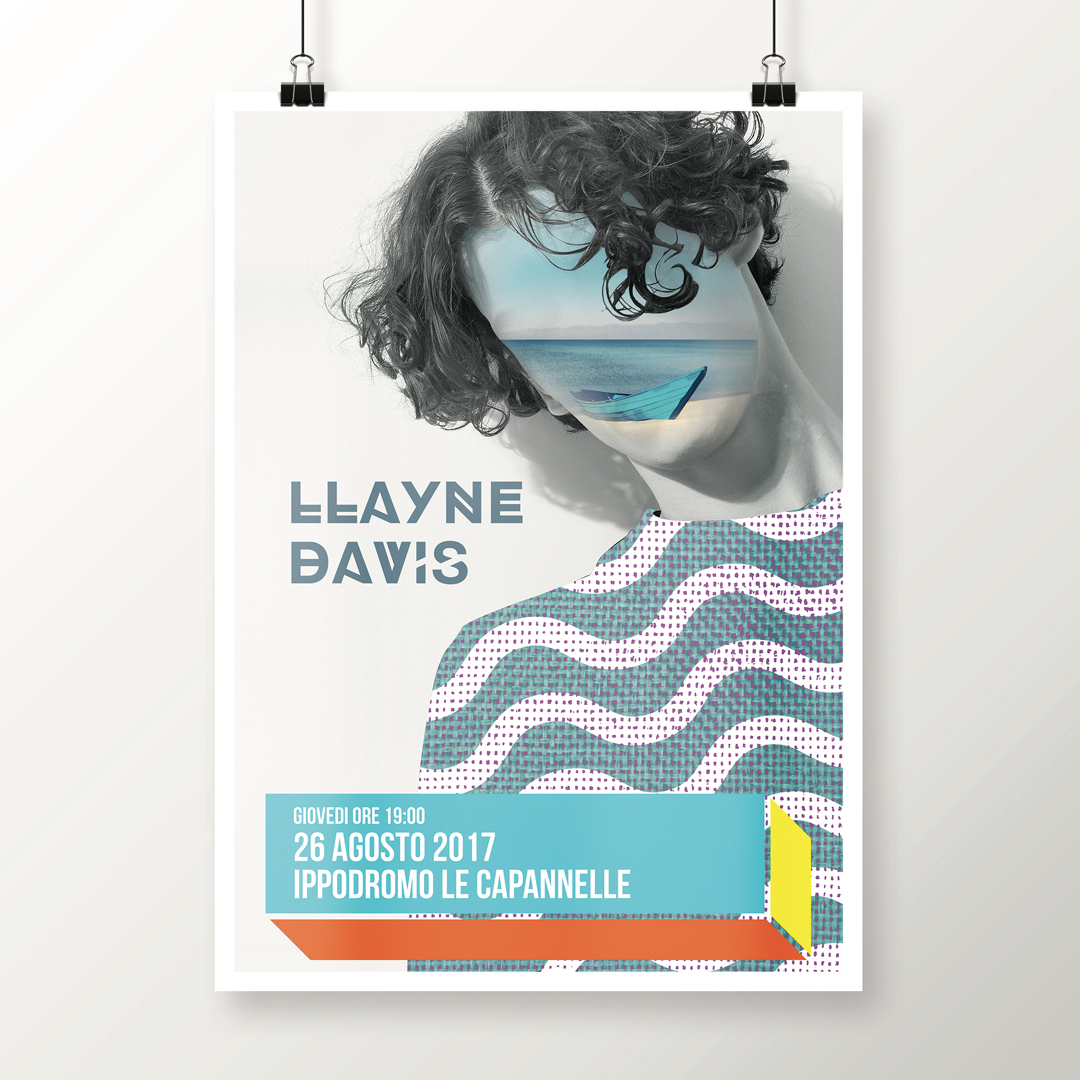 LLAYNE
DAVIS
GIOVEDI ORE 19:00
26 AGOSTO 2017
IPPODROMO LE CAPANNELLE